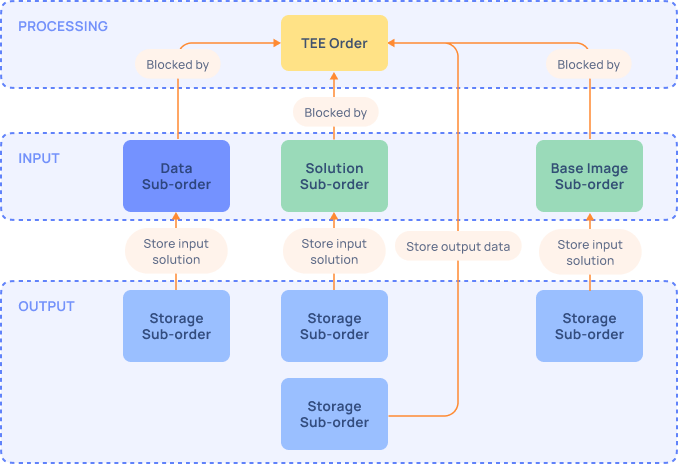 PROCESSING
TEE Order
Blocked by
Blocked by
Blocked by
INPUT
Data
Sub-order
Solution
Sub-order
Base Image
Sub-order
Store input
solution
Store input
solution
Store output data
Store input
solution
OUTPUT
Storage
Sub-order
Storage
Sub-order
Storage
Sub-order
Storage
Sub-order